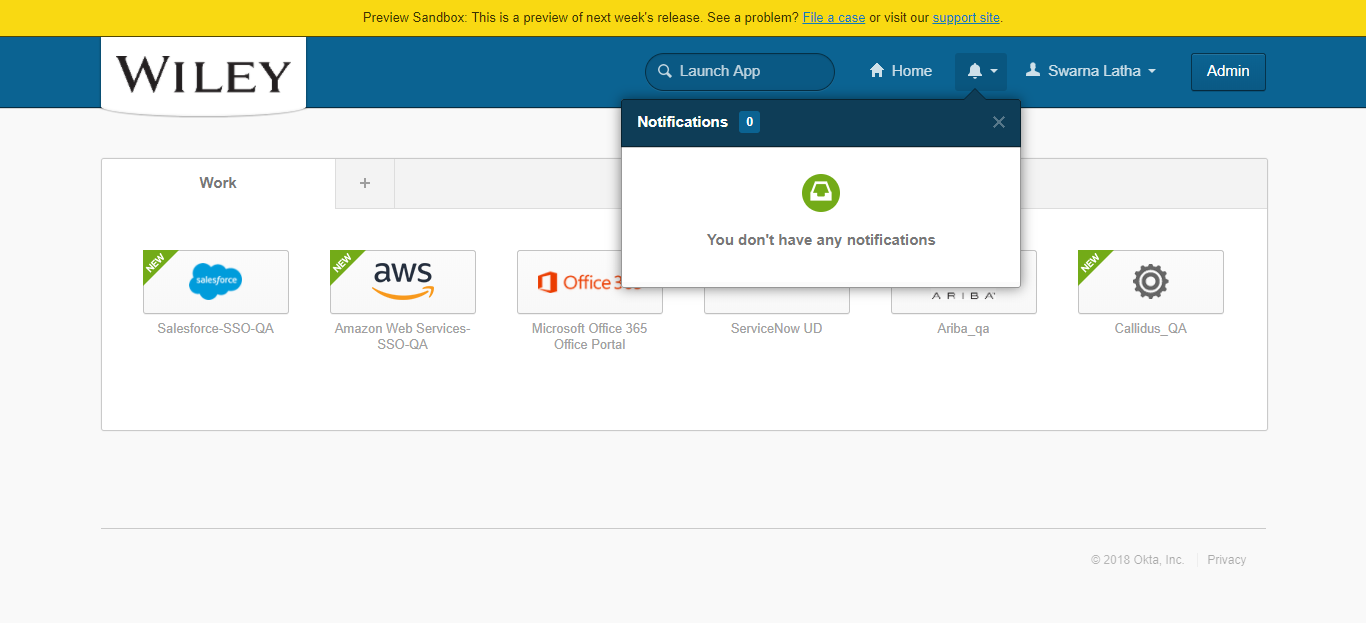 Preview Sandbox: This is a preview of next week's release. See a problem? File a case or visit our support site.
WILEY
Launch App
Home
Swarna Latha
Admin
Notifications 0
You don't have any notifications
Work
+
NEW
salesforce
NEW
aws
Office 3
ARIBA
NEW
Salesforce-SSO-QA
Amazon Web Services-
SSO-QA
Microsoft Office 365
Office Portal
ServiceNow UD
Ariba_qa
Callidus_QA
© 2018 Okta, Inc.
Privacy